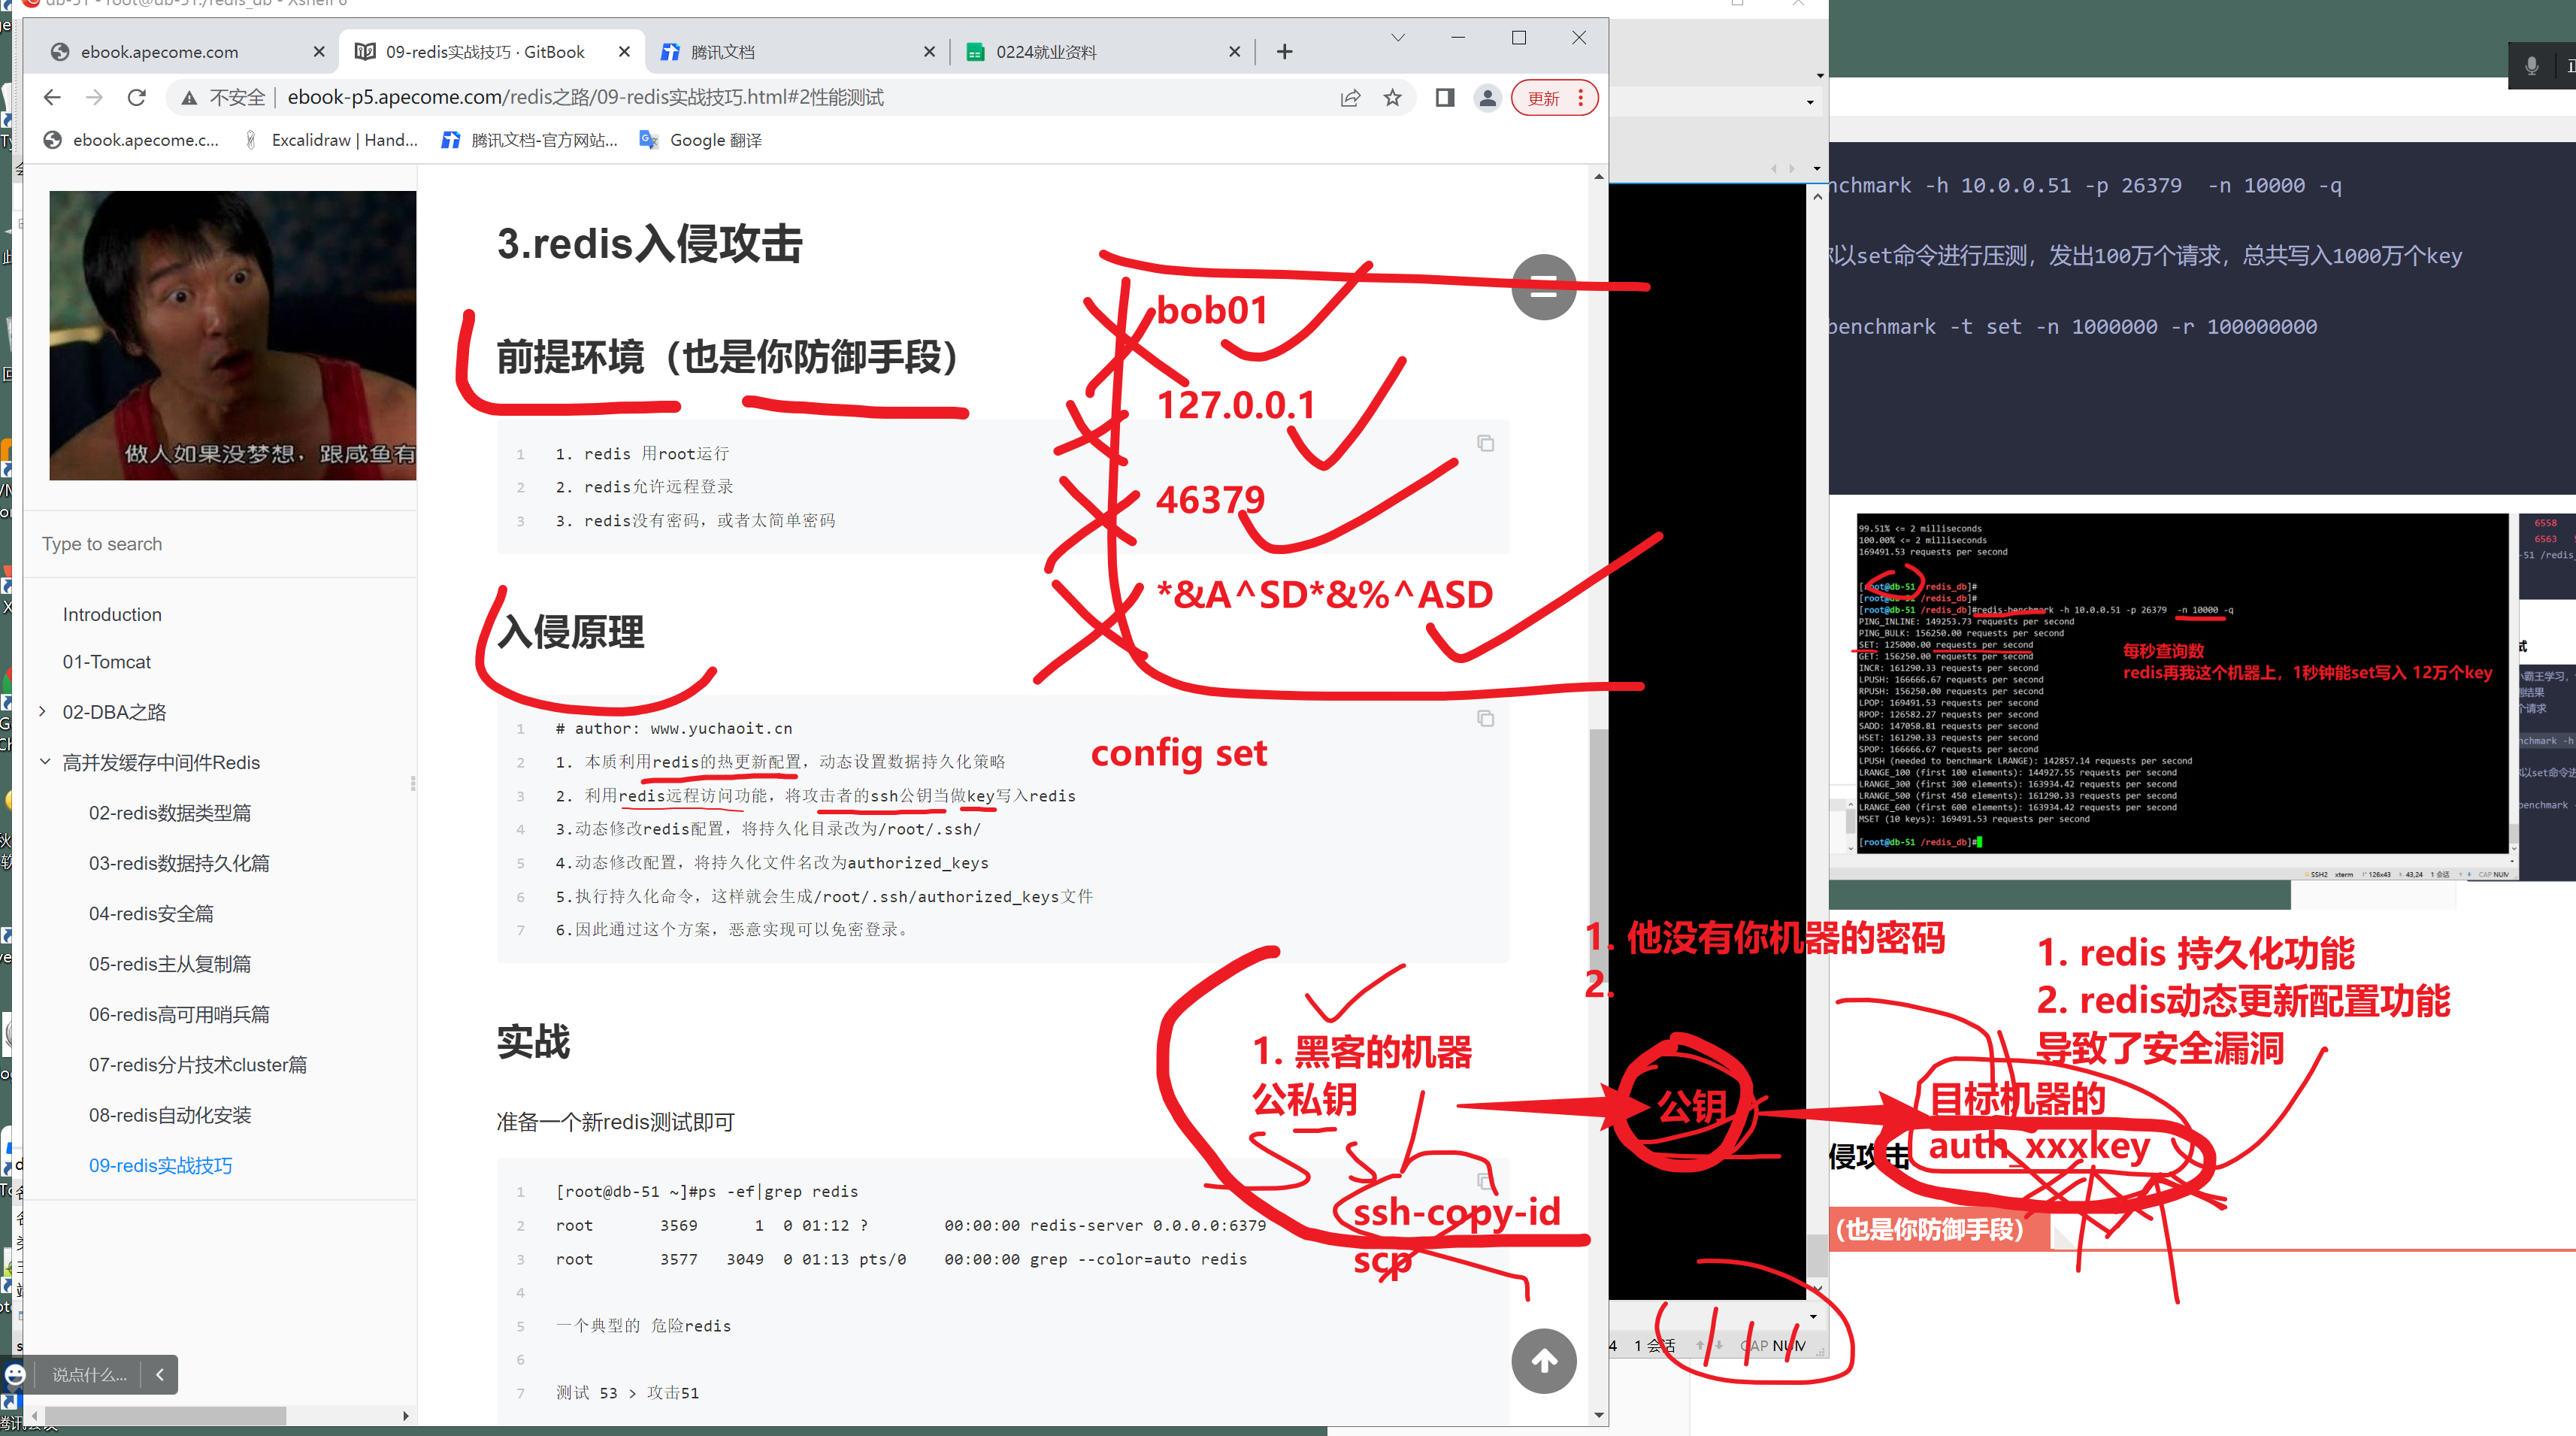 db-51 - root@db-51:/redis_db - Xshell 6
ebook.apecome.com
09-redis实战技巧 · GitBook
腾讯文档
0224就业资料
不安全
ebook-p5.apecome.com/redis之路/09-redis实战技巧.html#2性能测试
更新
ebook.apecome.c...
Excalidraw | Hand...
腾讯文档-官方网站...
Google 翻译
做人如果没梦想，跟咸鱼有
Type to search
Introduction
01-Tomcat
02-DBA之路
高并发缓存中间件Redis
02-redis数据类型篇
03-redis数据持久化篇
04-redis安全篇
05-redis主从复制篇
06-redis高可用哨兵篇
07-redis分片技术cluster篇
08-redis自动化安装
09-redis实战技巧
说点什么...
3.redis入侵攻击
前提环境（也是你防御手段）
1 1. redis 用root运行
2 2. redis允许远程登录
3 3. redis没有密码，或者太简单密码
bob01
127.0.0.1
46379
*&A^SD*&%^ASD
入侵原理
1 # author: www.yuchaoit.cn
2 1. 本质利用redis的热更新配置，动态设置数据持久化策略
3 2. 利用redis远程访问功能，将攻击者的ssh公钥当做key写入redis
4 3.动态修改redis配置，将持久化目录改为/root/.ssh/
5 4.动态修改配置，将持久化文件名改为authorized_keys
6 5.执行持久化命令，这样就会生成/root/.ssh/authorized_keys文件
7 6.因此通过这个方案，恶意实现可以免密登录。
config set
实战
准备一个新redis测试即可
1 [root@db-51 ~]#ps -ef|grep redis
2 root 3569 1 0 01:12 ? 00:00:00 redis-server 0.0.0.0:6379
3 root 3577 3049 0 01:13 pts/0 00:00:00 grep --color=auto redis
4
5 一个典型的 危险redis
6
7 测试 53 > 攻击51
1. 黑客的机器
公私钥
ssh-copy-id
scp
1. 他没有你机器的密码
2.
公钥
1. redis 持久化功能
2. redis动态更新配置功能
导致了安全漏洞
目标机器的
auth_xxxkey
侵攻击
（也是你防御手段）
4 1 会话 CAP NUM
nchmark -h 10.0.0.51 -p 26379 -n 10000 -q
以set命令进行压测，发出100万个请求，总共写入1000万个key
benchmark -t set -n 1000000 -r 100000000
99.51% <= 2 milliseconds
100.00% <= 2 milliseconds
169491.53 requests per second
[root@db-51 /redis_db]#
[root@db-51 /redis_db]#
[root@db-51 /redis_db]#redis-benchmark -h 10.0.0.51 -p 26379 -n 10000 -q
PING_INLINE: 149253.73 requests per second
PING_BULK: 156250.00 requests per second
SET: 125000.00 requests per second
GET: 156250.00 requests per second
INCR: 161290.33 requests per second
LPUSH: 166666.67 requests per second
RPUSH: 156250.00 requests per second
LPOP: 169491.53 requests per second
RPOP: 126582.27 requests per second
SADD: 147058.81 requests per second
HSET: 161290.33 requests per second
SPOP: 166666.67 requests per second
LPUSH (needed to benchmark LRANGE): 142857.14 requests per second
LRANGE_100 (first 100 elements): 144927.55 requests per second
LRANGE_300 (first 300 elements): 163934.42 requests per second
LRANGE_500 (first 450 elements): 161290.33 requests per second
LRANGE_600 (first 600 elements): 163934.42 requests per second
MSET (10 keys): 169491.53 requests per second
[root@db-51 /redis_db]#
每秒查询数
redis再我这个机器上，1秒钟能set写入 12万个key
SSH2 xterm 126x43 43,24 1 会话 CAP NUM
6558
6563